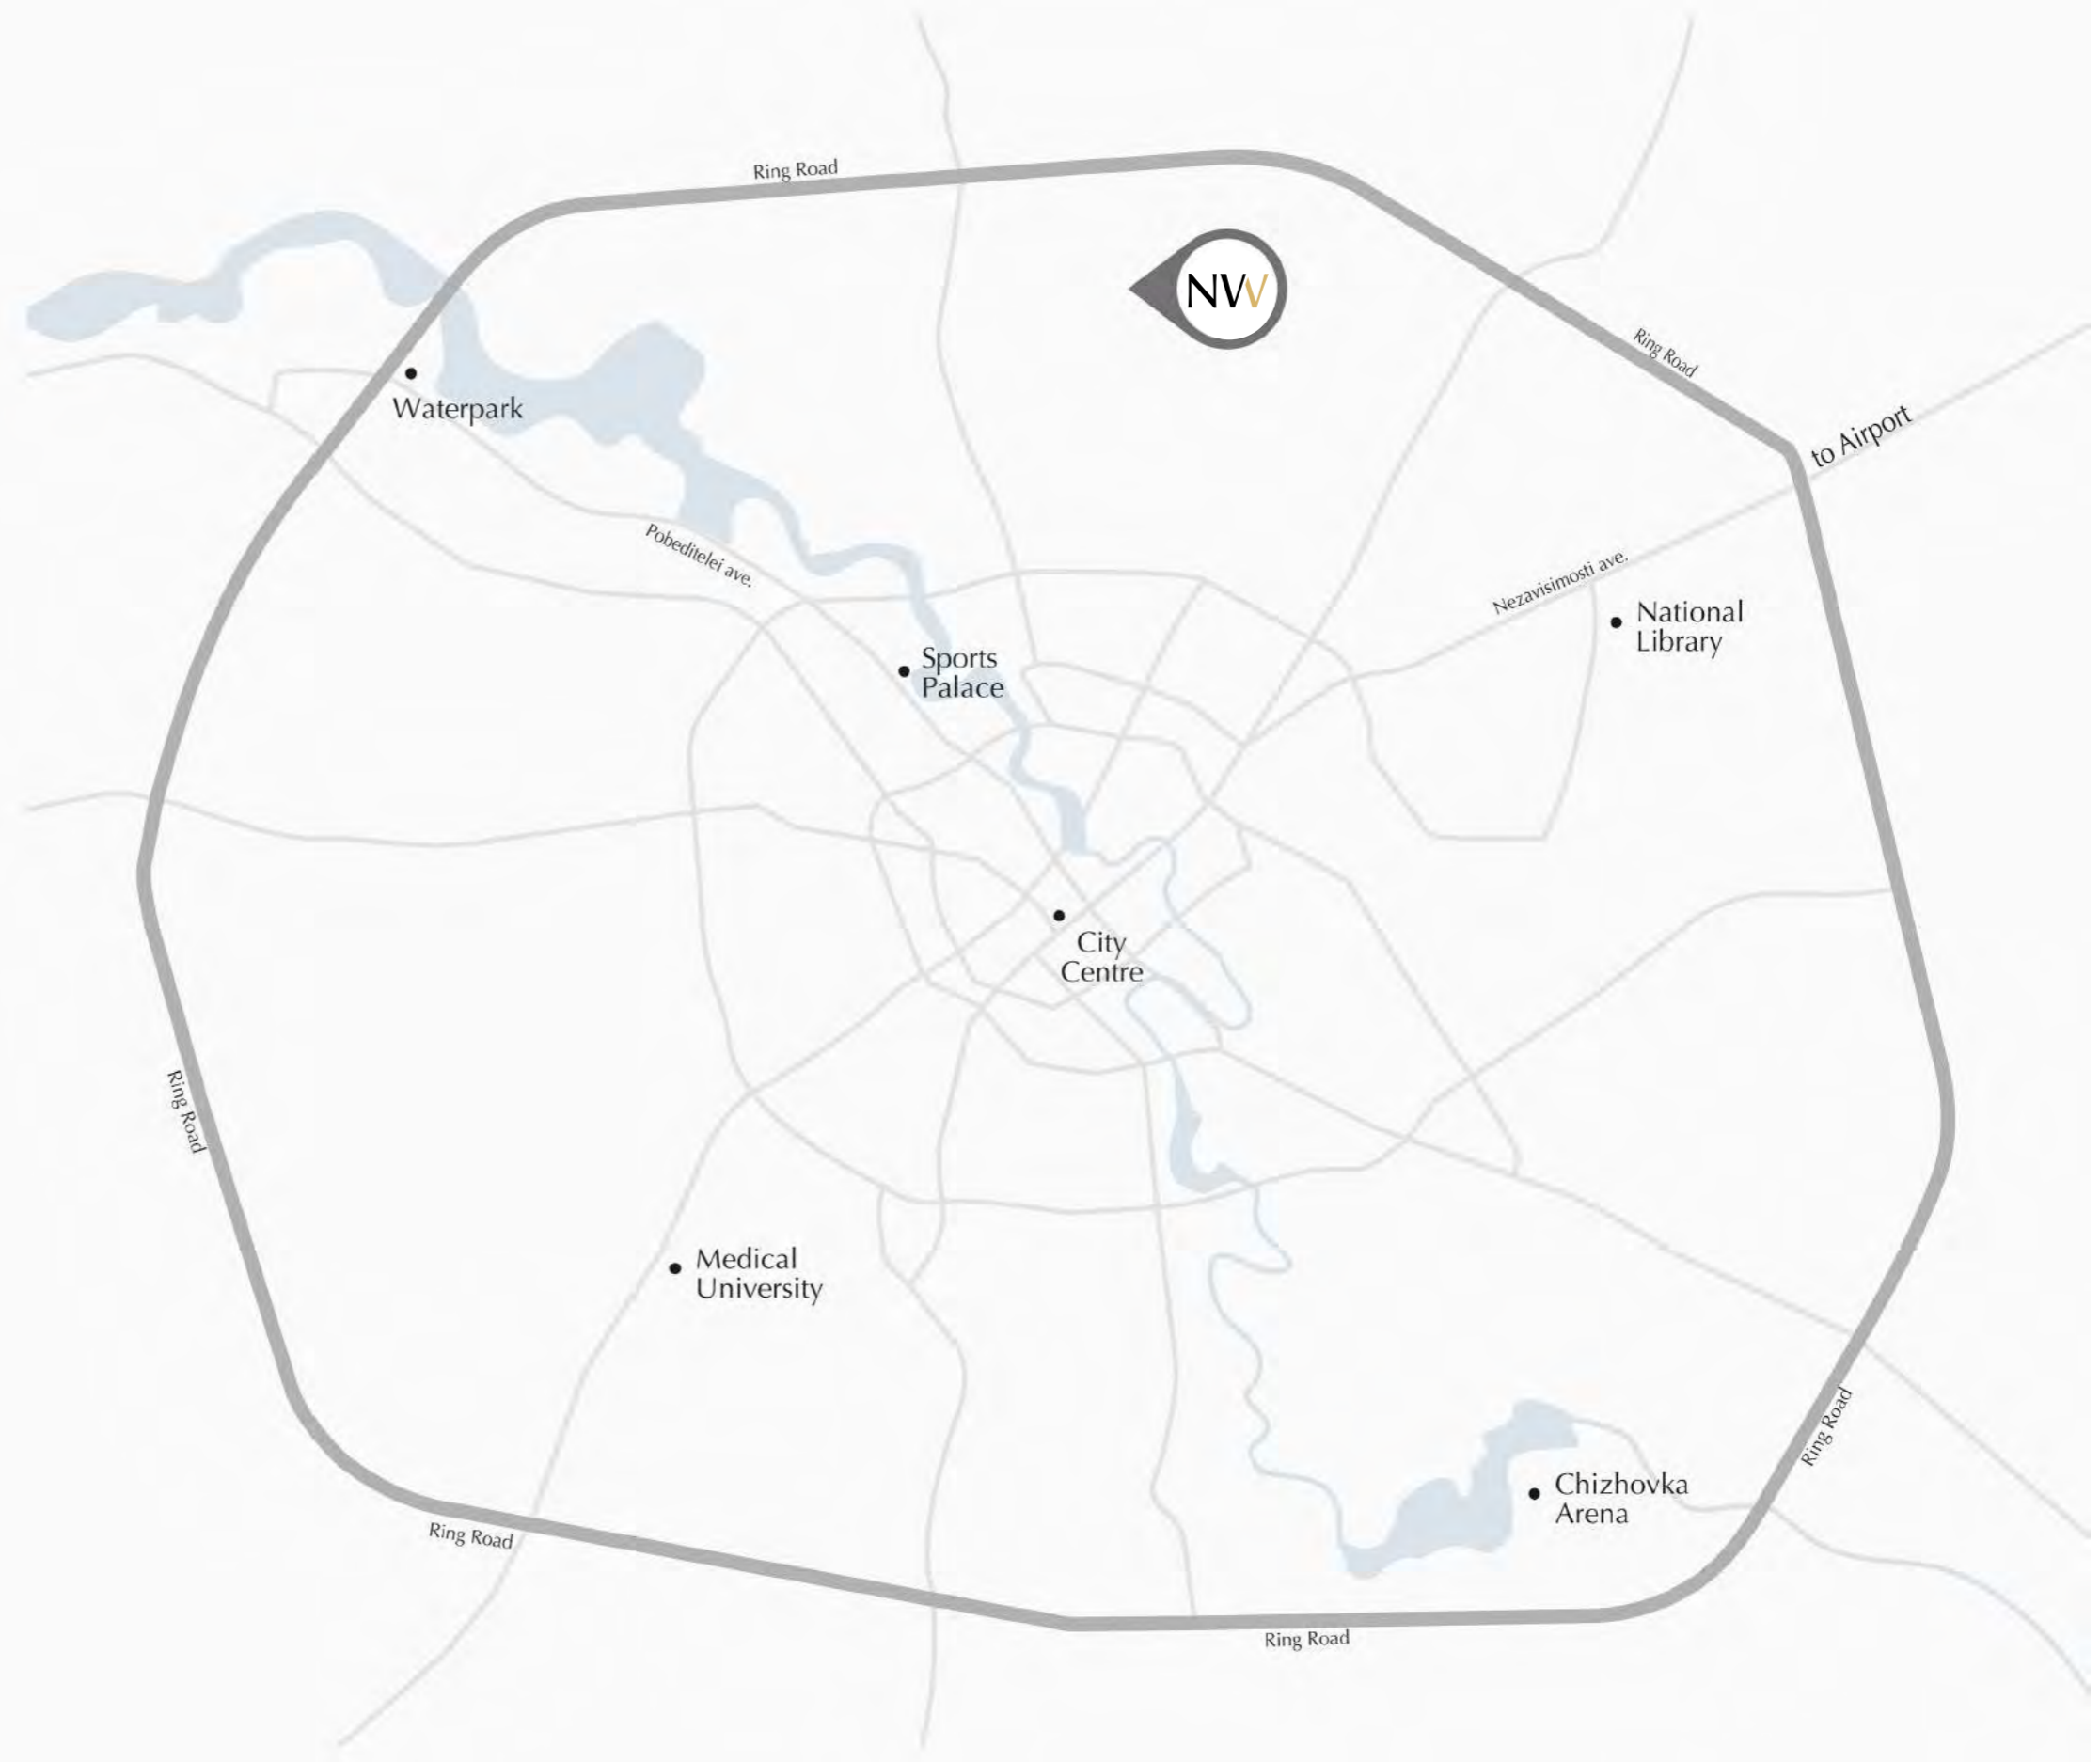 Ring Road
NW
Ring Road
Waterpark
to Airport
Pobeditelei ave.
Nezavisimosti ave.
National
Library
Sports
Palace
City
Centre
Ring Road
Medical
University
Ring Road
Chizhovka
Arena
Ring Road
Ring Road